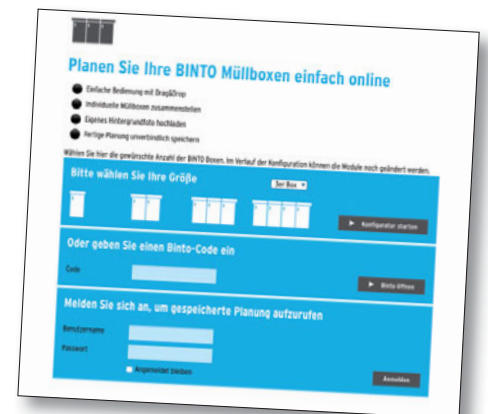 Planen Sie Ihre BINTO Müllboxen einfach online
Einfache Bedienung mit Drag&Drop
Individuelle Müllboxen zusammenstellen
Eigenes Hintergrundfoto hochladen
Fertige Planung unverbindlich speichern
Wählen Sie hier die gewünschte Anzahl der BINTO Boxen. Im Verlauf der Konfiguration können die Module noch geändert werden.
Bitte wählen Sie Ihre Größe
3er Box
Konfigurator starten
Oder geben Sie einen Binto-Code ein
Code
Binto öffnen
Melden Sie sich an, um gespeicherte Planung aufzurufen
Benutzername
Passwort
Angemeldet bleiben
Anmelden